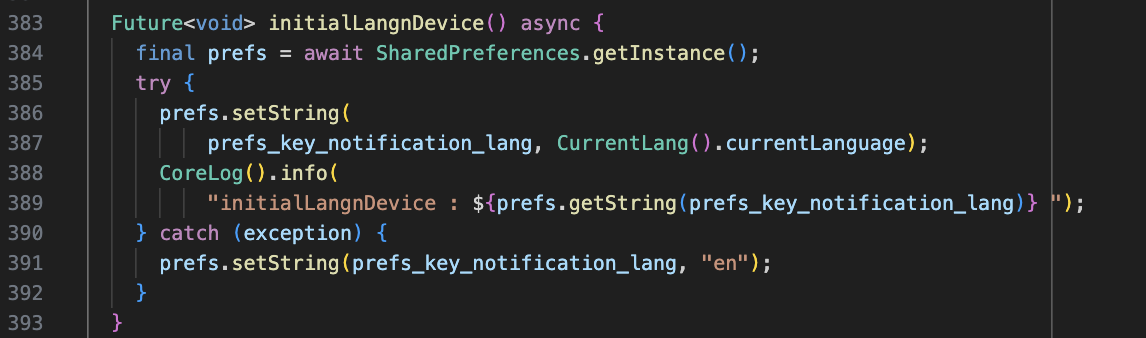 383 Future<void> initialLangnDevice() async {
384 final prefs = await SharedPreferences.getInstance();
385 try {
386 prefs.setString(
387 prefs_key_notification_lang, CurrentLang().currentLanguage);
388 CoreLog().info(
389 "initialLangnDevice : ${prefs.getString(prefs_key_notification_lang)} ");
390 } catch (exception) {
391 prefs.setString(prefs_key_notification_lang, "en");
392 }
393 }